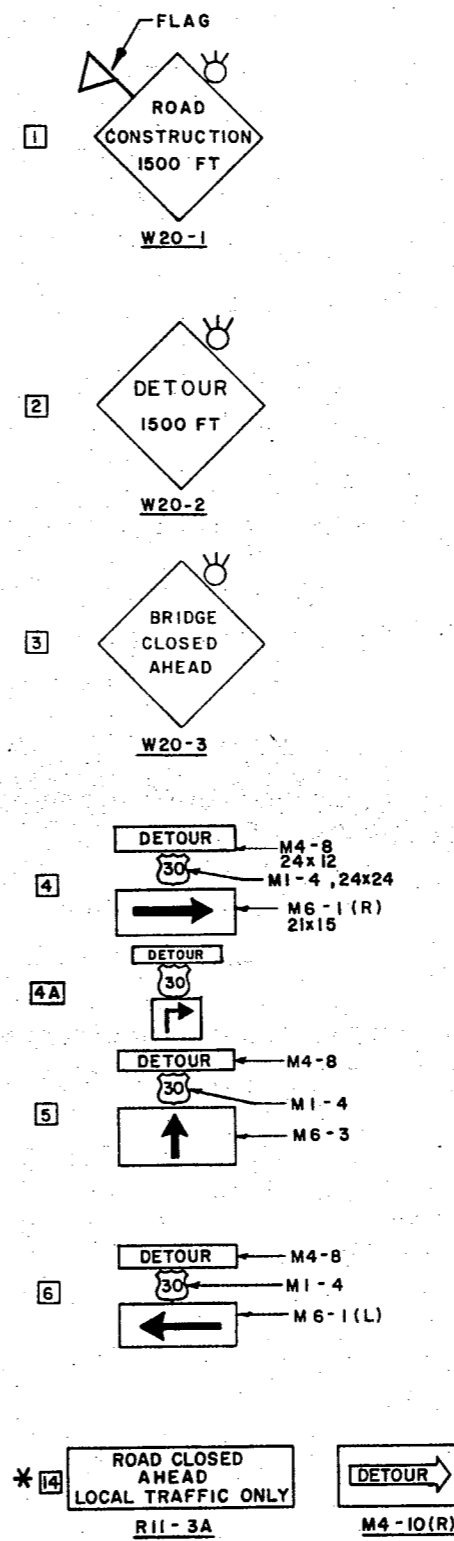 FLAG
1
ROAD
CONSTRUCTION
1500 FT
W20-1
2
DETOUR
1500 FT
W20-2
3
BRIDGE
CLOSED
AHEAD
W20-3
4
DETOUR
30
M4-8
24x12
M1-4 ,24x24
M6-1 (R)
21x15
4A
DETOUR
30
5
DETOUR
30
M4-8
M1-4
M6-3
6
DETOUR
30
M4-8
M1-4
M6-1(L)
* 14
ROAD CLOSED
AHEAD
LOCAL TRAFFIC ONLY
R11-3A
DETOUR
M4-10(R)